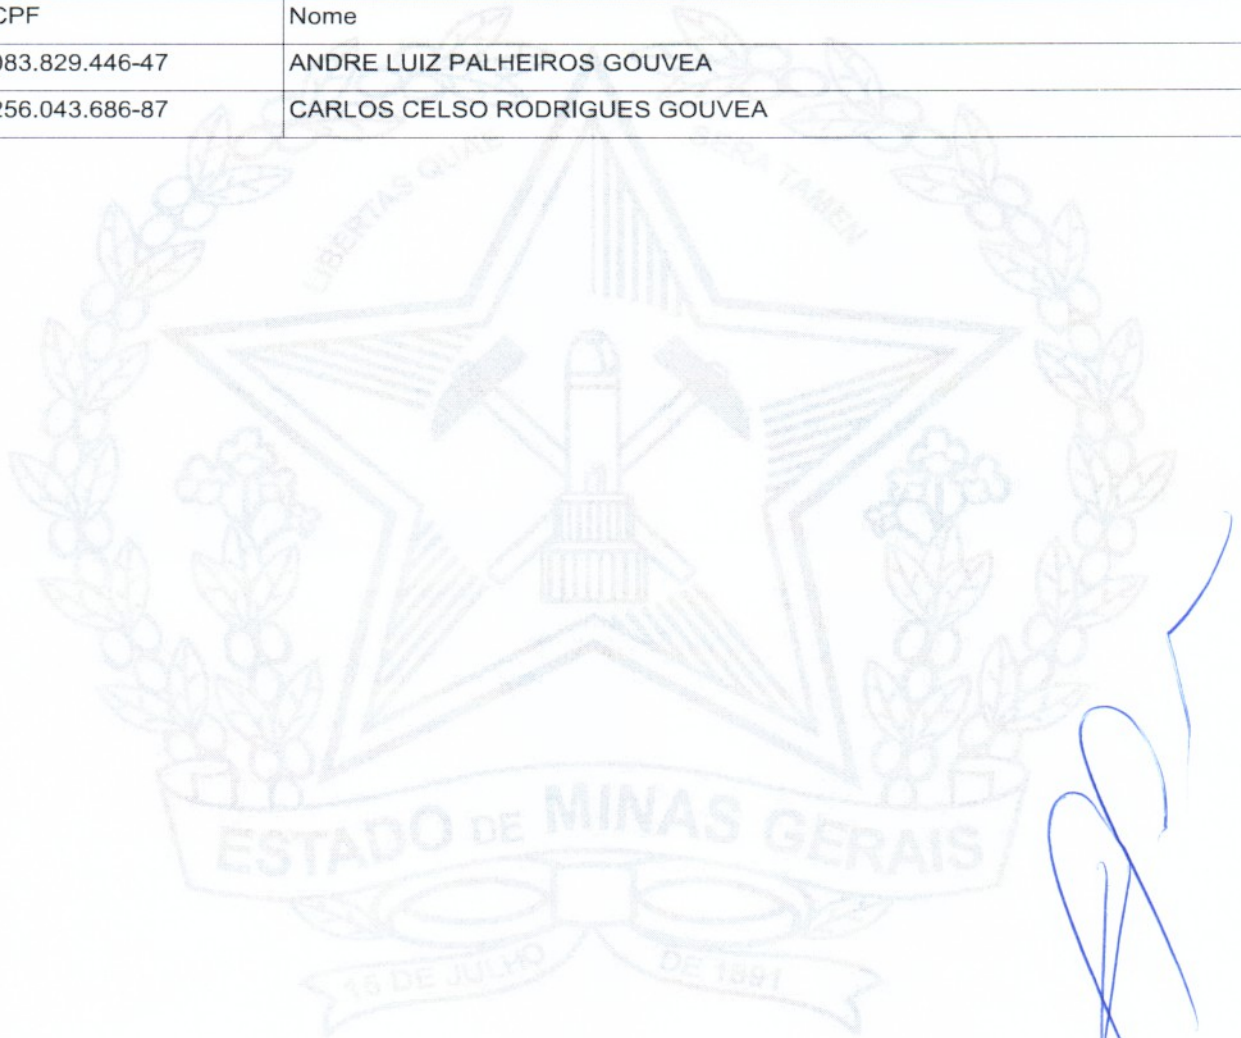 CPF Nome
083.829.446-47 ANDRE LUIZ PALHEIROS GOUVEA
256.043.686-87 CARLOS CELSO RODRIGUES GOUVEA
LIBERTAS QUAE SERA TAMEN
ESTADO DE MINAS GERAIS
15 DE JULHO DE 1891